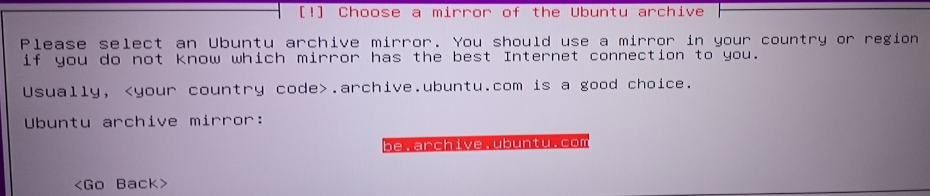 [!] Choose a mirror of the Ubuntu archive
Please select an Ubuntu archive mirror. You should use a mirror in your country or region
if you do not know which mirror has the best Internet connection to you.
Usually, <your country code>.archive.ubuntu.com is a good choice.
Ubuntu archive mirror:
be.archive.ubuntu.com
<Go Back>